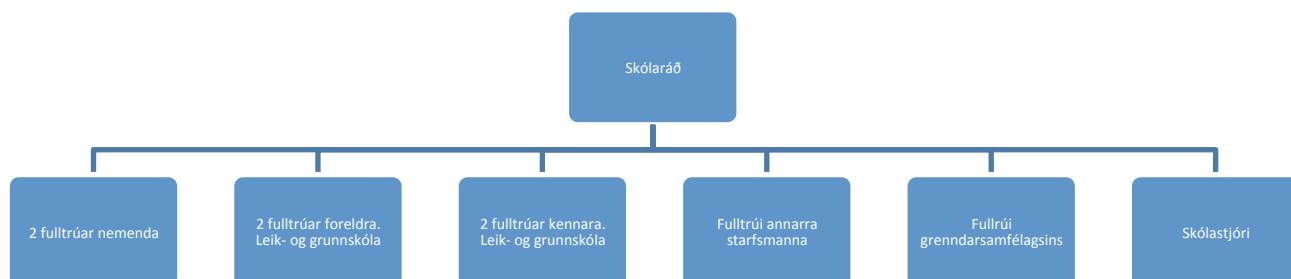 Skólaráð
2 fulltrúar nemenda
2 fulltrúar foreldra.
Leik- og grunnskóla
2 fulltrúar kennara.
Leik- og grunnskóla
Fulltrúi annarra
starfsmanna
Fullrúi
grenndarsamfélagsins
Skólastjóri